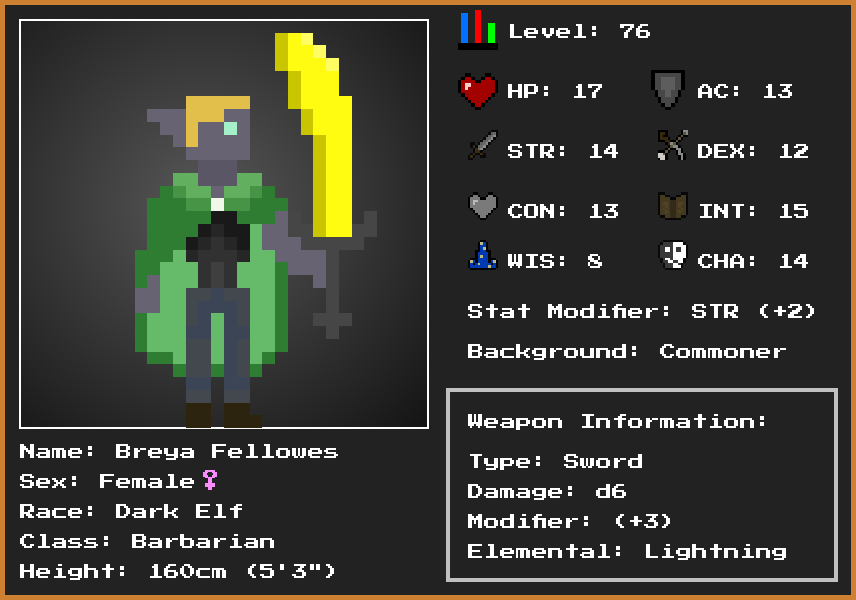 Level: 76
HP: 17
AC: 13
STR: 14
DEX: 12
CON: 13
INT: 15
WIS: 8
CHA: 14
Stat Modifier: STR (+2)
Background: Commoner
Weapon Information:
Type: Sword
Damage: d6
Modifier: (+3)
Elemental: Lightning
Name: Breya Fellowes
Sex: Female♀
Race: Dark Elf
Class: Barbarian
Height: 160cm (5'3")